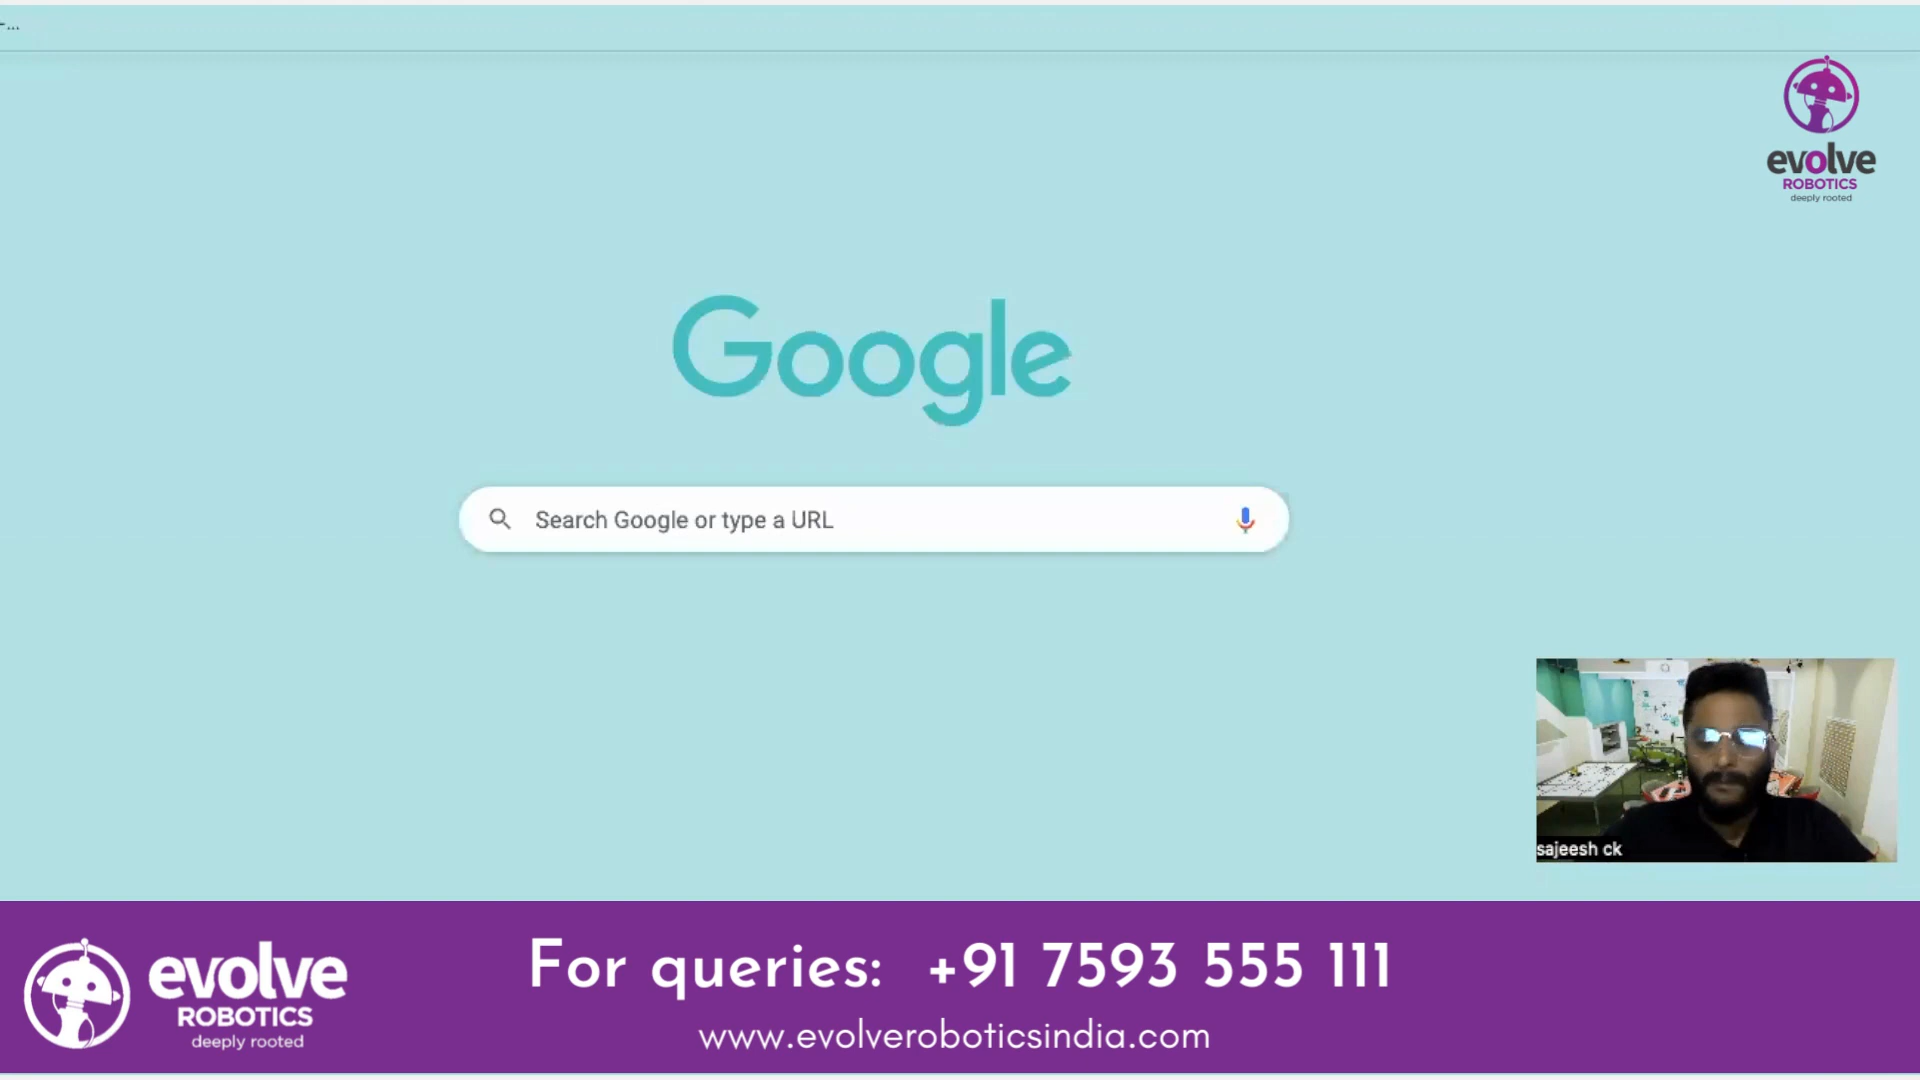 evolve
ROBOTICS
deeply rooted
Google
Search Google or type a URL
sajeesh ck
evolve
ROBOTICS
deeply rooted
For queries: +91 7593 555 111
www.evolveroboticsindia.com